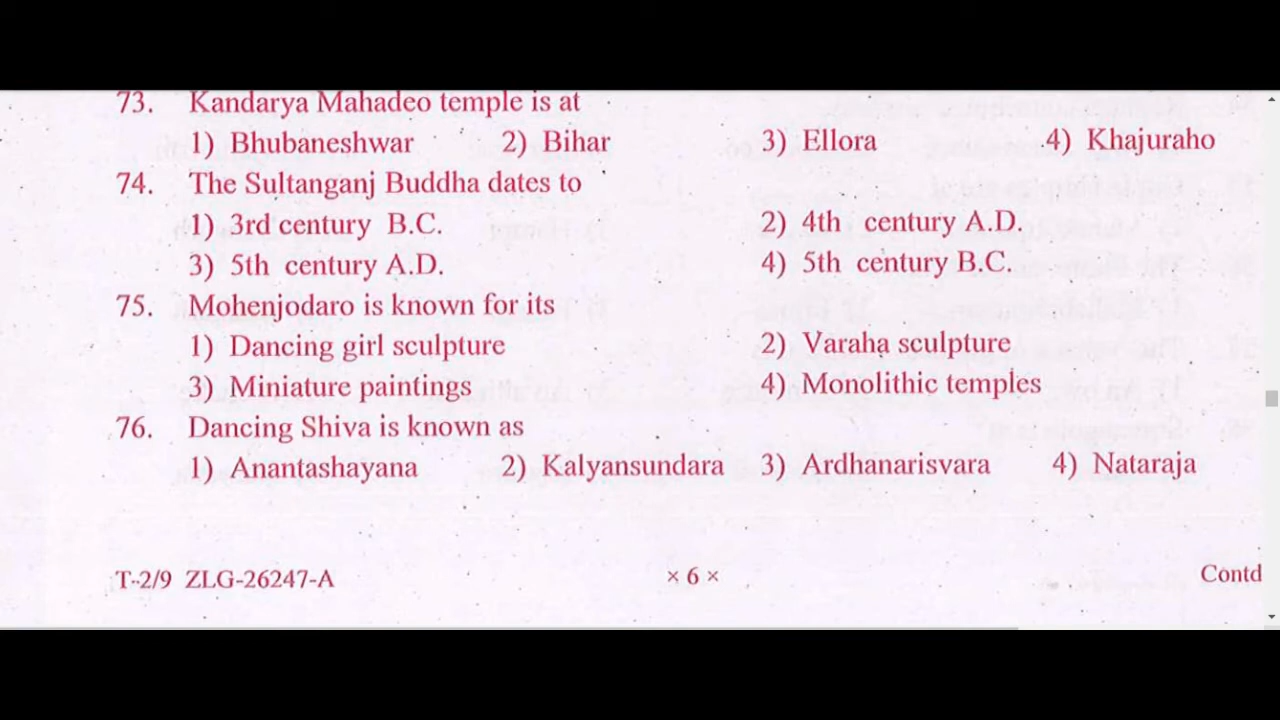 73. Kandarya Mahadeo temple is at
1) Bhubaneshwar 2) Bihar 3) Ellora 4) Khajuraho
74. The Sultanganj Buddha dates to
1) 3rd century B.C. 2) 4th century A.D.
3) 5th century A.D. 4) 5th century B.C.
75. Mohenjodaro is known for its
1) Dancing girl sculpture 2) Varaha sculpture
3) Miniature paintings 4) Monolithic temples
76. Dancing Shiva is known as
1) Anantashayana 2) Kalyansundara 3) Ardhanarisvara 4) Nataraja
T-2/9 ZLG-26247-A × 6 × Contd